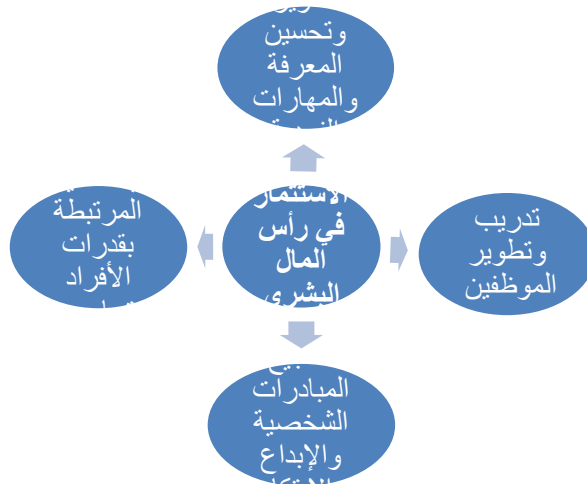 وتحسين
المعرفة
والمهارات
الاستثمار
في رأس
المال
البشري
تدريب
وتطوير
الموظفين
المرتبطة
بقدرات
الأفراد
المبادرات
الشخصية
والإبداع